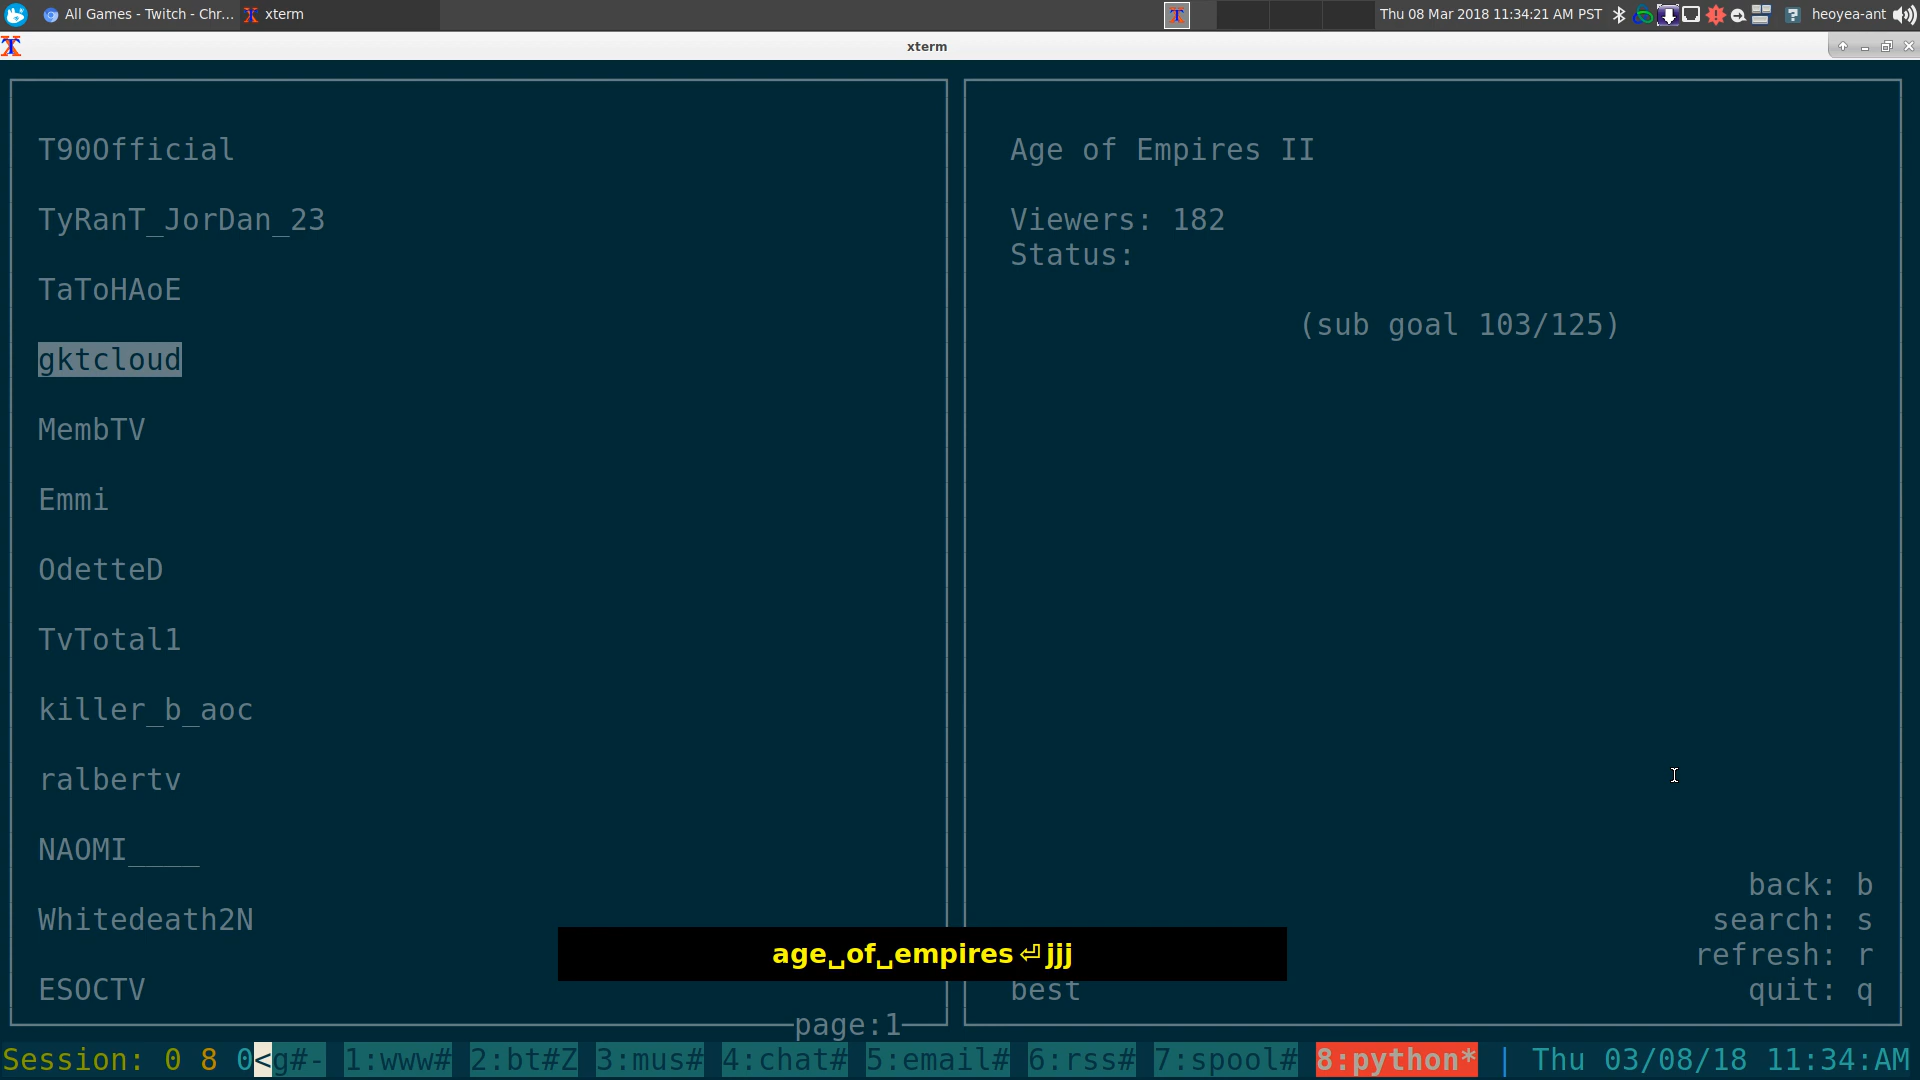 All Games - Twitch - Chr...
xterm
Thu 08 Mar 2018 11:34:21 AM PST
heoyea-ant
xterm
T90Official
TyRanT_JorDan_23
TaToHAoE
gktcloud
MembTV
Emmi
OdetteD
TvTotal1
killer_b_aoc
ralbertv
NAOMI____
Whitedeath2N
ESOCTV
page:1
Age of Empires II
Viewers: 182
Status:
(sub goal 103/125)
back: b
search: s
refresh: r
best quit: q
age␣of␣empires⏎jjj
Session: 0 8 0<g#- 1:www# 2:bt#Z 3:mus# 4:chat# 5:email# 6:rss# 7:spool# 8:python* | Thu 03/08/18 11:34:AM